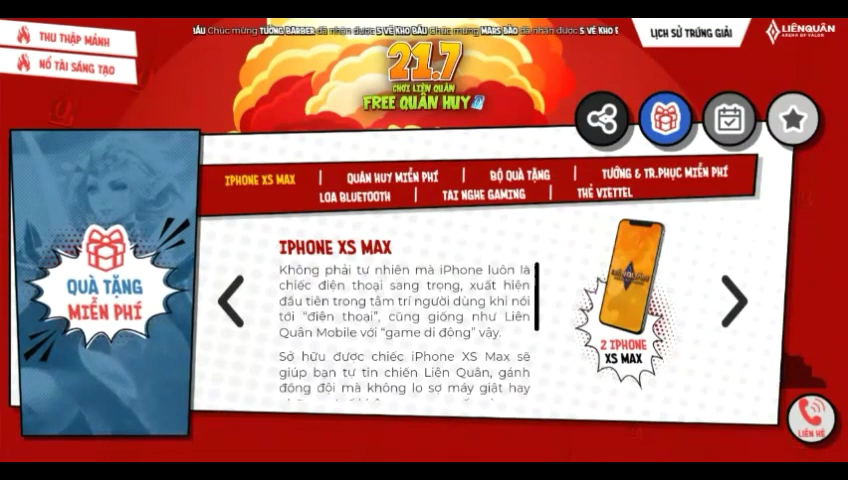 THU THẬP MẢNH
NỔ TÀI SÁNG TẠO
Chúc mừng TƯỚNG BARBER đã nhận được 5 VÉ KHO BÁU Chúc mừng MARS BÀO đã nhận được 5 VÉ KHO
LỊCH SỬ TRÚNG GIẢI
LIÊNQUÂN
ARENA OF VALOR
21.7
CHƠI LIÊN QUÂN
FREE QUÂN HUY
IPHONE XS MAX | QUÂN HUY MIỄN PHÍ | BỘ QUÀ TẶNG | TƯỚNG & TR.PHỤC MIỄN PHÍ
LOA BLUETOOTH | TAI NGHE GAMING | THẺ VIETTEL
QUÀ TẶNG
MIỄN PHÍ
IPHONE XS MAX
Không phải tự nhiên mà iPhone luôn là
chiếc điện thoại sang trọng, xuất hiện
đầu tiên trong tâm trí người dùng khi nói
tới "điện thoại", cũng giống như Liên
Quân Mobile với "game di động" vậy.
Sở hữu được chiếc iPhone XS Max sẽ
giúp bạn tự tin chiến Liên Quân, gánh
đồng đội mà không lo sợ máy giật hay
2 IPHONE
XS MAX
LIÊN HỆ